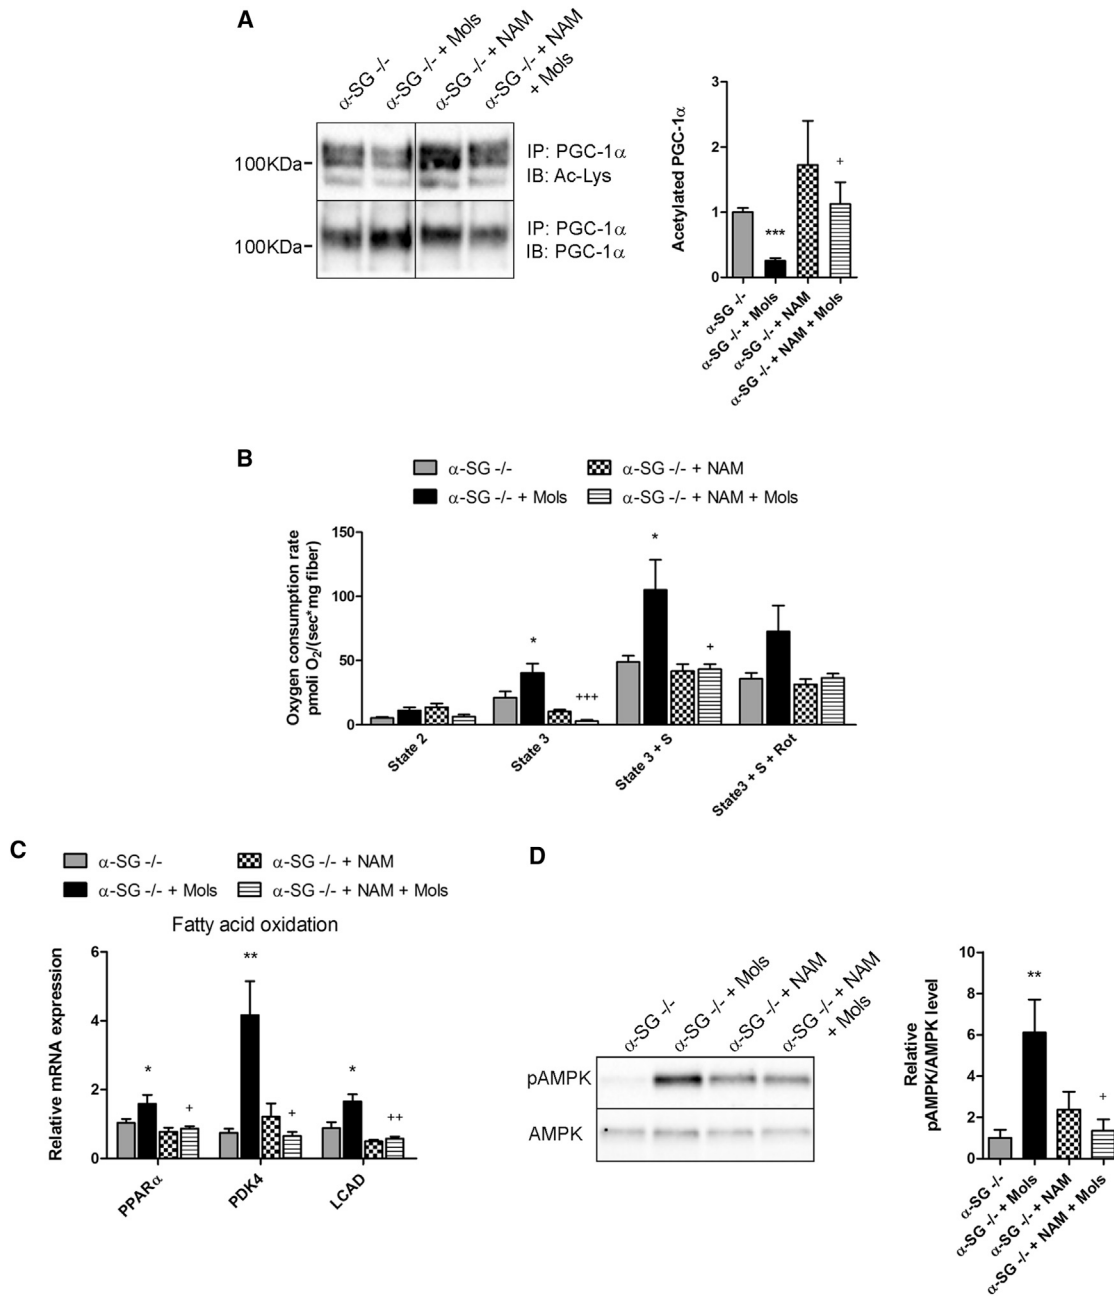 A
α-SG -/-
α-SG -/- + Mols
α-SG -/- + NAM
α-SG -/- + NAM
+ Mols
100KDa
IP: PGC-1α
IB: Ac-Lys
100KDa
IP: PGC-1α
IB: PGC-1α
Acetylated PGC-1α
3
2
1
0
***
+
α-SG -/-
α-SG -/- + Mols
α-SG -/- + NAM
α-SG -/- + NAM + Mols
B
α-SG -/-
α-SG -/- + NAM
α-SG -/- + Mols
α-SG -/- + NAM + Mols
Oxygen consumption rate
pmoli O₂/(sec*mg fiber)
150
100
50
0
*
+++
*
+
State 2
State 3
State 3 + S
State3 + S + Rot
C
α-SG -/-
α-SG -/- + NAM
α-SG -/- + Mols
α-SG -/- + NAM + Mols
Fatty acid oxidation
Relative mRNA expression
6
4
2
0
*
+
**
+
*
++
PPARα
PDK4
LCAD
D
α-SG -/-
α-SG -/- + Mols
α-SG -/- + NAM
α-SG -/- + NAM
+ Mols
pAMPK
AMPK
Relative
pAMPK/AMPK level
10
8
6
4
2
0
**
+
α-SG -/-
α-SG -/- + Mols
α-SG -/- + NAM
α-SG -/- + NAM + Mols